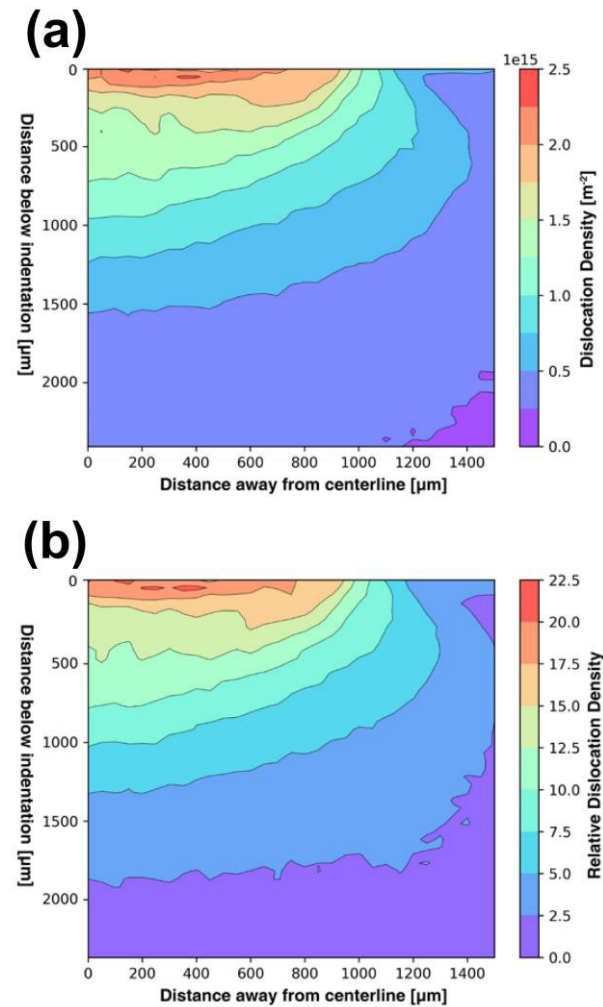 (a)
1e15
0
500
1000
1500
2000
Distance below indentation [µm]
0 200 400 600 800 1000 1200 1400
Distance away from centerline [µm]
2.5
2.0
1.5
1.0
0.5
0.0
Dislocation Density [m⁻²]
(b)
0
500
1000
1500
2000
Distance below indentation [µm]
0 200 400 600 800 1000 1200 1400
Distance away from centerline [µm]
22.5
20.0
17.5
15.0
12.5
10.0
7.5
5.0
2.5
0.0
Relative Dislocation Density